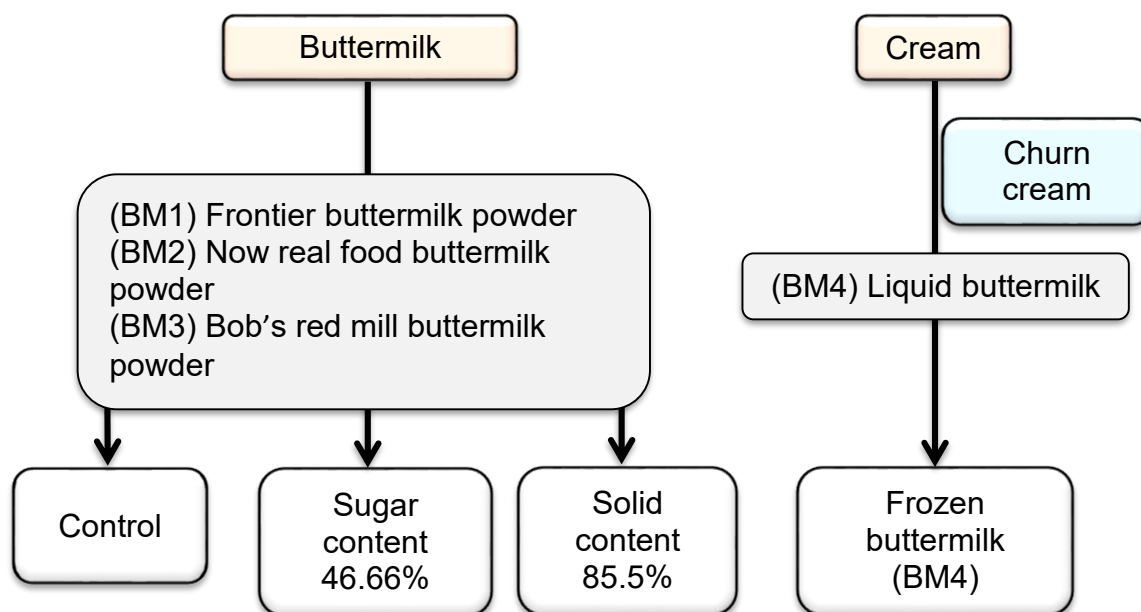 Buttermilk
Cream
Churn
cream
(BM1) Frontier buttermilk powder
(BM2) Now real food buttermilk
powder
(BM3) Bob’s red mill buttermilk
powder
(BM4) Liquid buttermilk
Control
Sugar
content
46.66%
Solid
content
85.5%
Frozen
buttermilk
(BM4)